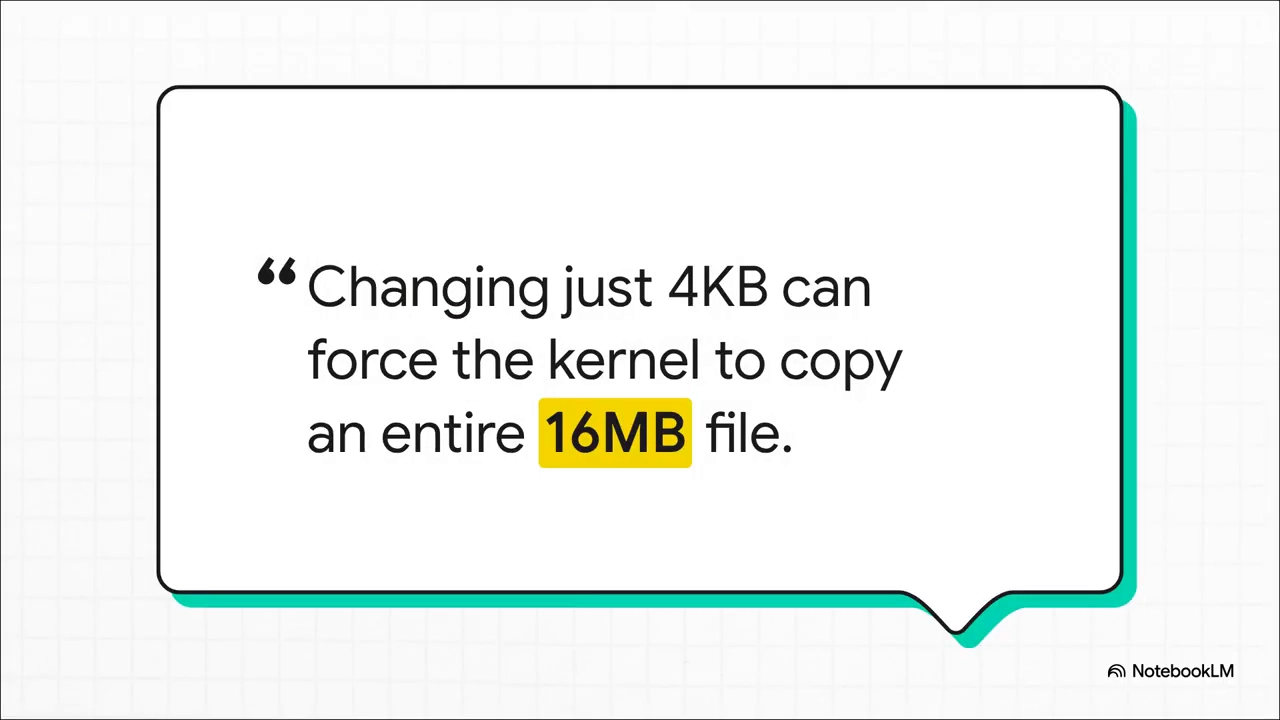 “Changing just 4KB can
force the kernel to copy
an entire 16MB file.
NotebookLM